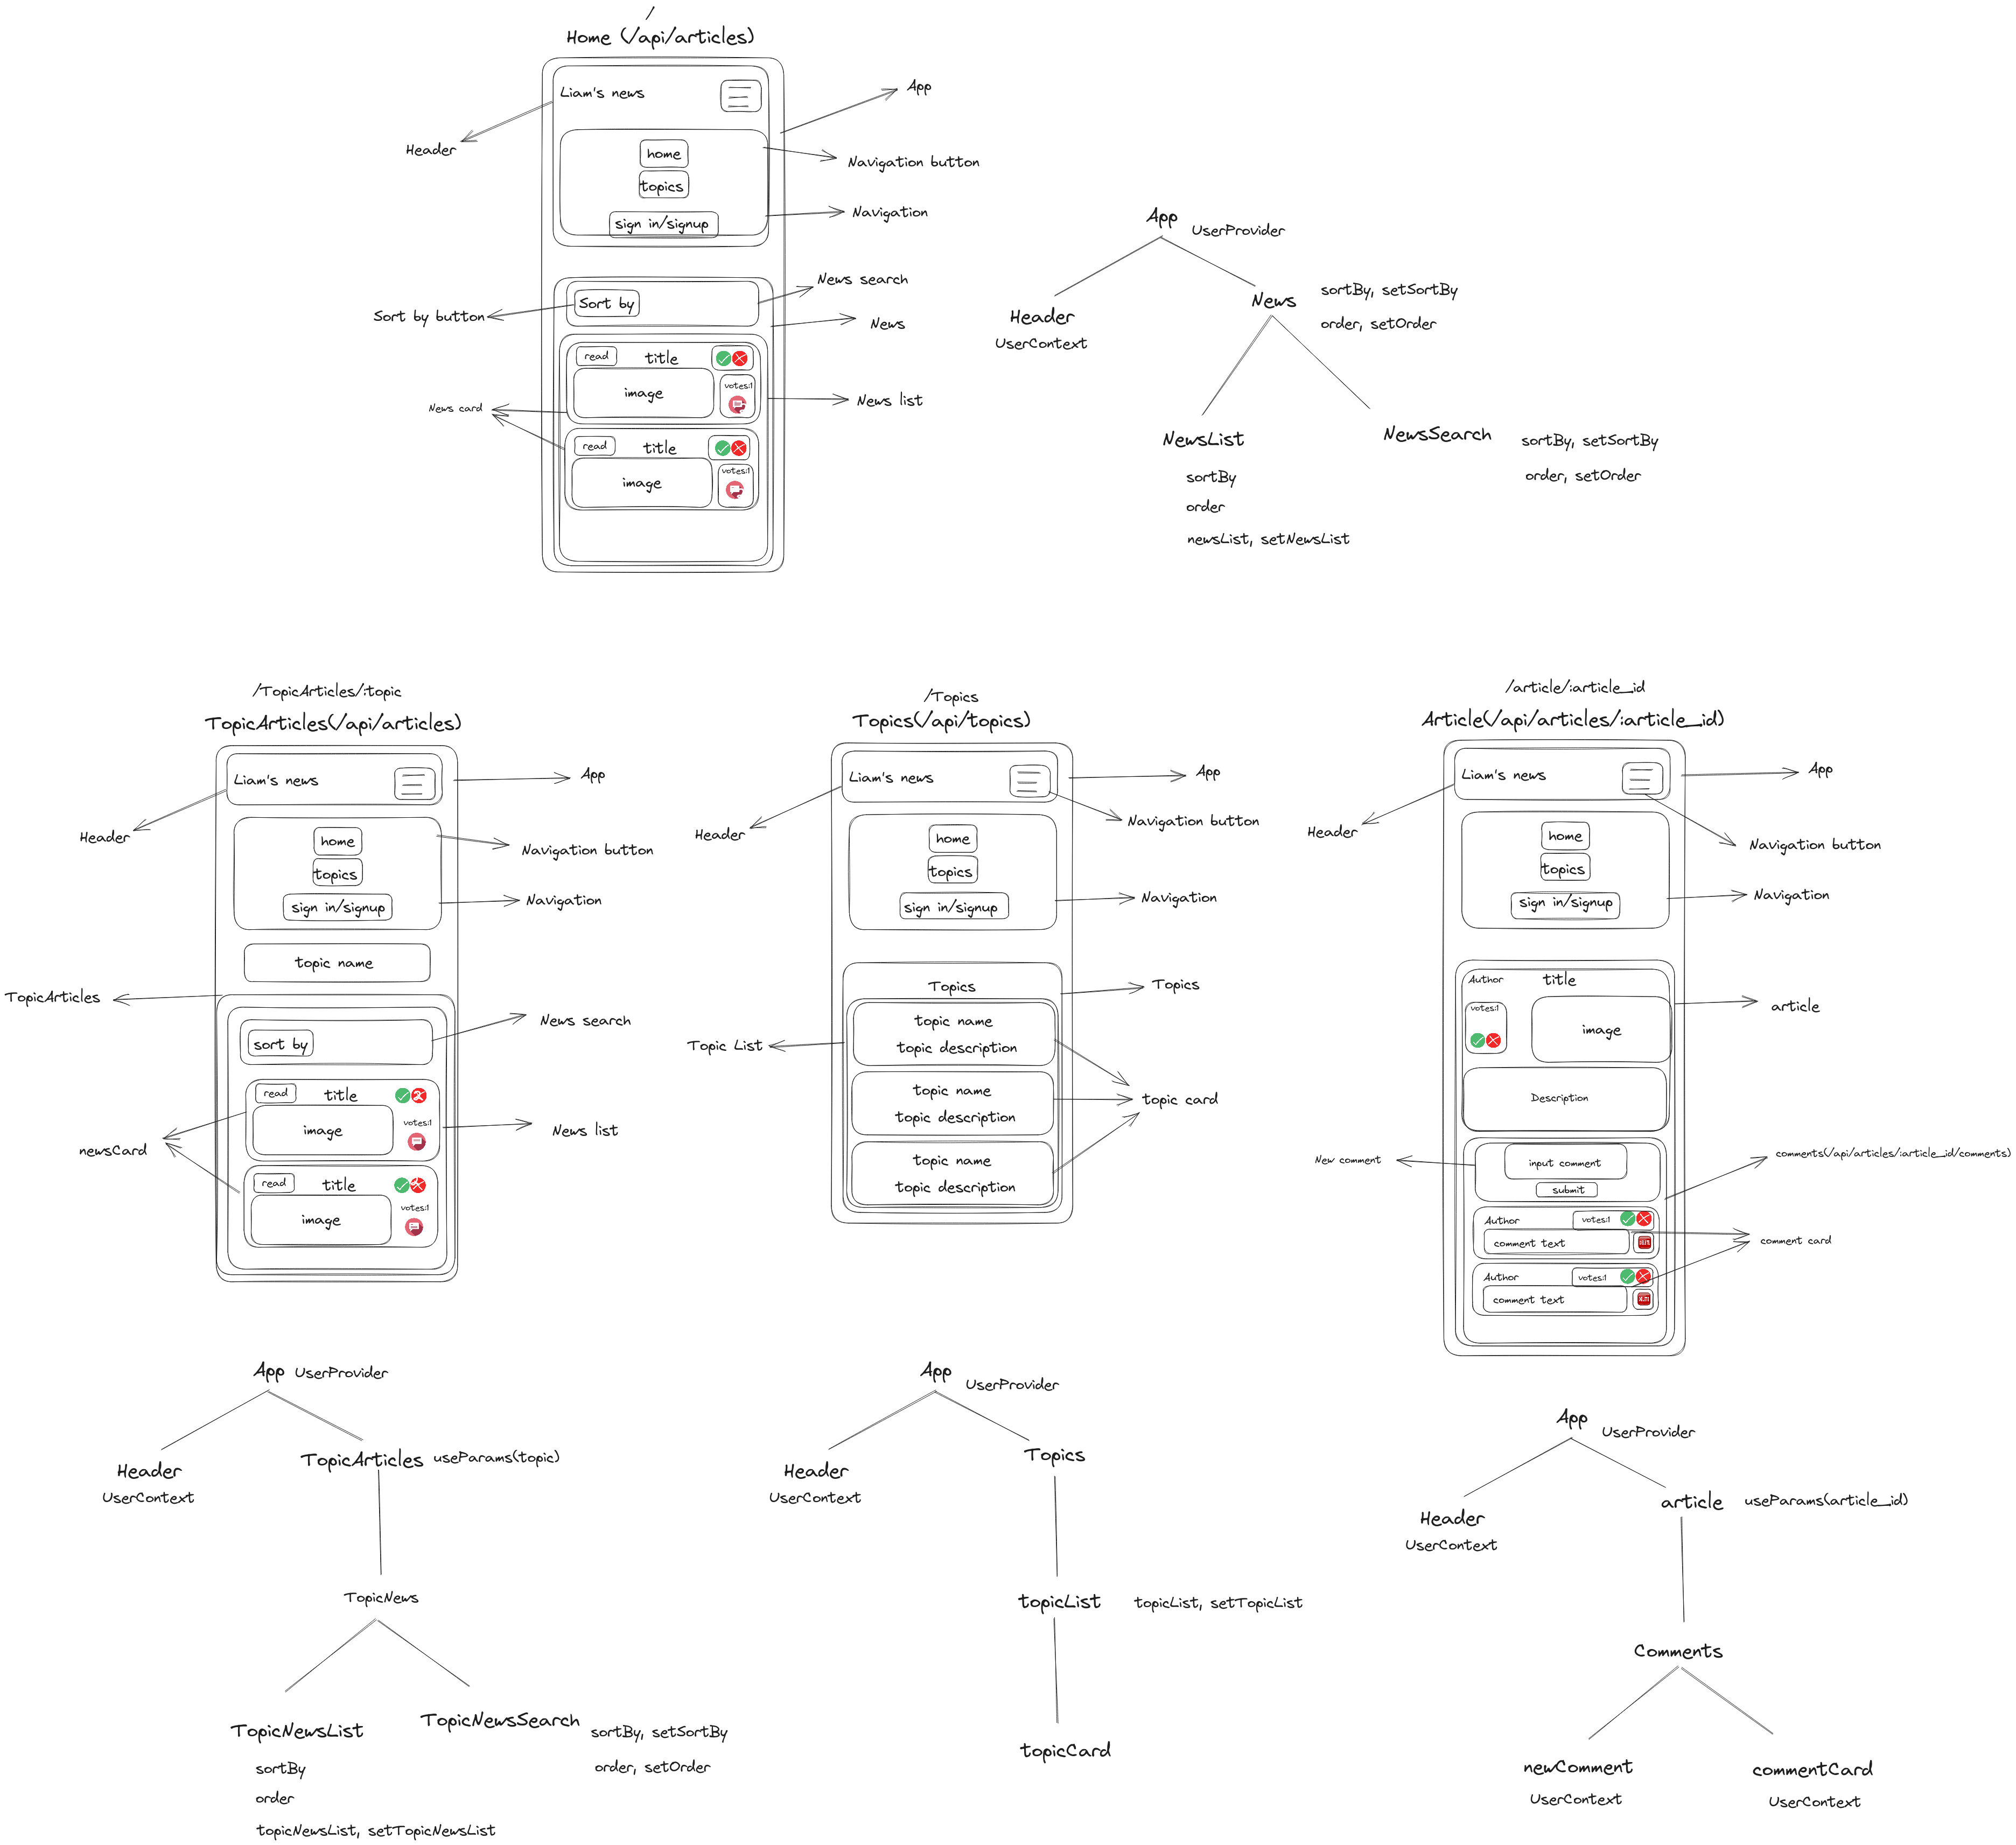 /
Home (/api/articles)
Liam's news
App
Header
home
Navigation button
topics
Navigation
sign in/signup
App
UserProvider
News search
Sort by
Sort by button
News
News
sortBy, setSortBy
order, setOrder
Header
UserContext
read
title
votes:1
image
News list
News card
read
title
votes:1
image
NewsList
NewsSearch
sortBy, setSortBy
sortBy
order, setOrder
order
newsList, setNewsList
/TopicArticles/:topic
TopicArticles(/api/articles)
Liam's news
App
Header
home
Navigation button
topics
sign in/signup
Navigation
topic name
TopicArticles
News search
sort by
read
title
votes:1
image
News list
newsCard
read
title
votes:1
image
/Topics
Topics(/api/topics)
Liam's news
App
Navigation button
Header
home
topics
sign in/signup
Navigation
Topics
Topics
topic name
Topic List
topic description
topic name
topic card
topic description
topic name
topic description
/article/:article_id
Article(/api/articles/:article_id)
Liam's news
App
Header
home
Navigation button
topics
sign in/signup
Navigation
Author
title
votes:1
article
image
Description
comments(/api/articles/:article_id/comments)
New comment
input comment
submit
Author
votes:1
comment text
comment card
Author
votes:1
comment text
App
UserProvider
Header
UserContext
TopicArticles
useParams(topic)
TopicNews
TopicNewsList
TopicNewsSearch
sortBy, setSortBy
sortBy
order, setOrder
order
topicNewsList, setTopicNewsList
App
UserProvider
Header
UserContext
Topics
topicList
topicList, setTopicList
topicCard
App
UserProvider
Header
UserContext
article
useParams(article_id)
Comments
newComment
UserContext
commentCard
UserContext